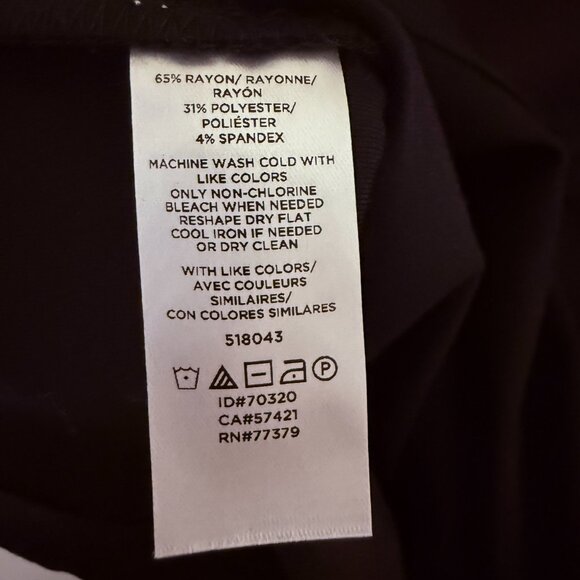 65% RAYON/ RAYONNE/
RAYÓN
31% POLYESTER/
POLIÉSTER
4% SPANDEX
MACHINE WASH COLD WITH
LIKE COLORS
ONLY NON-CHLORINE
BLEACH WHEN NEEDED
RESHAPE DRY FLAT
COOL IRON IF NEEDED
OR DRY CLEAN
WITH LIKE COLORS/
AVEC COULEURS
SIMILAIRES/
CON COLORES SIMILARES
518043
P
ID#70320
CA#57421
RN#77379